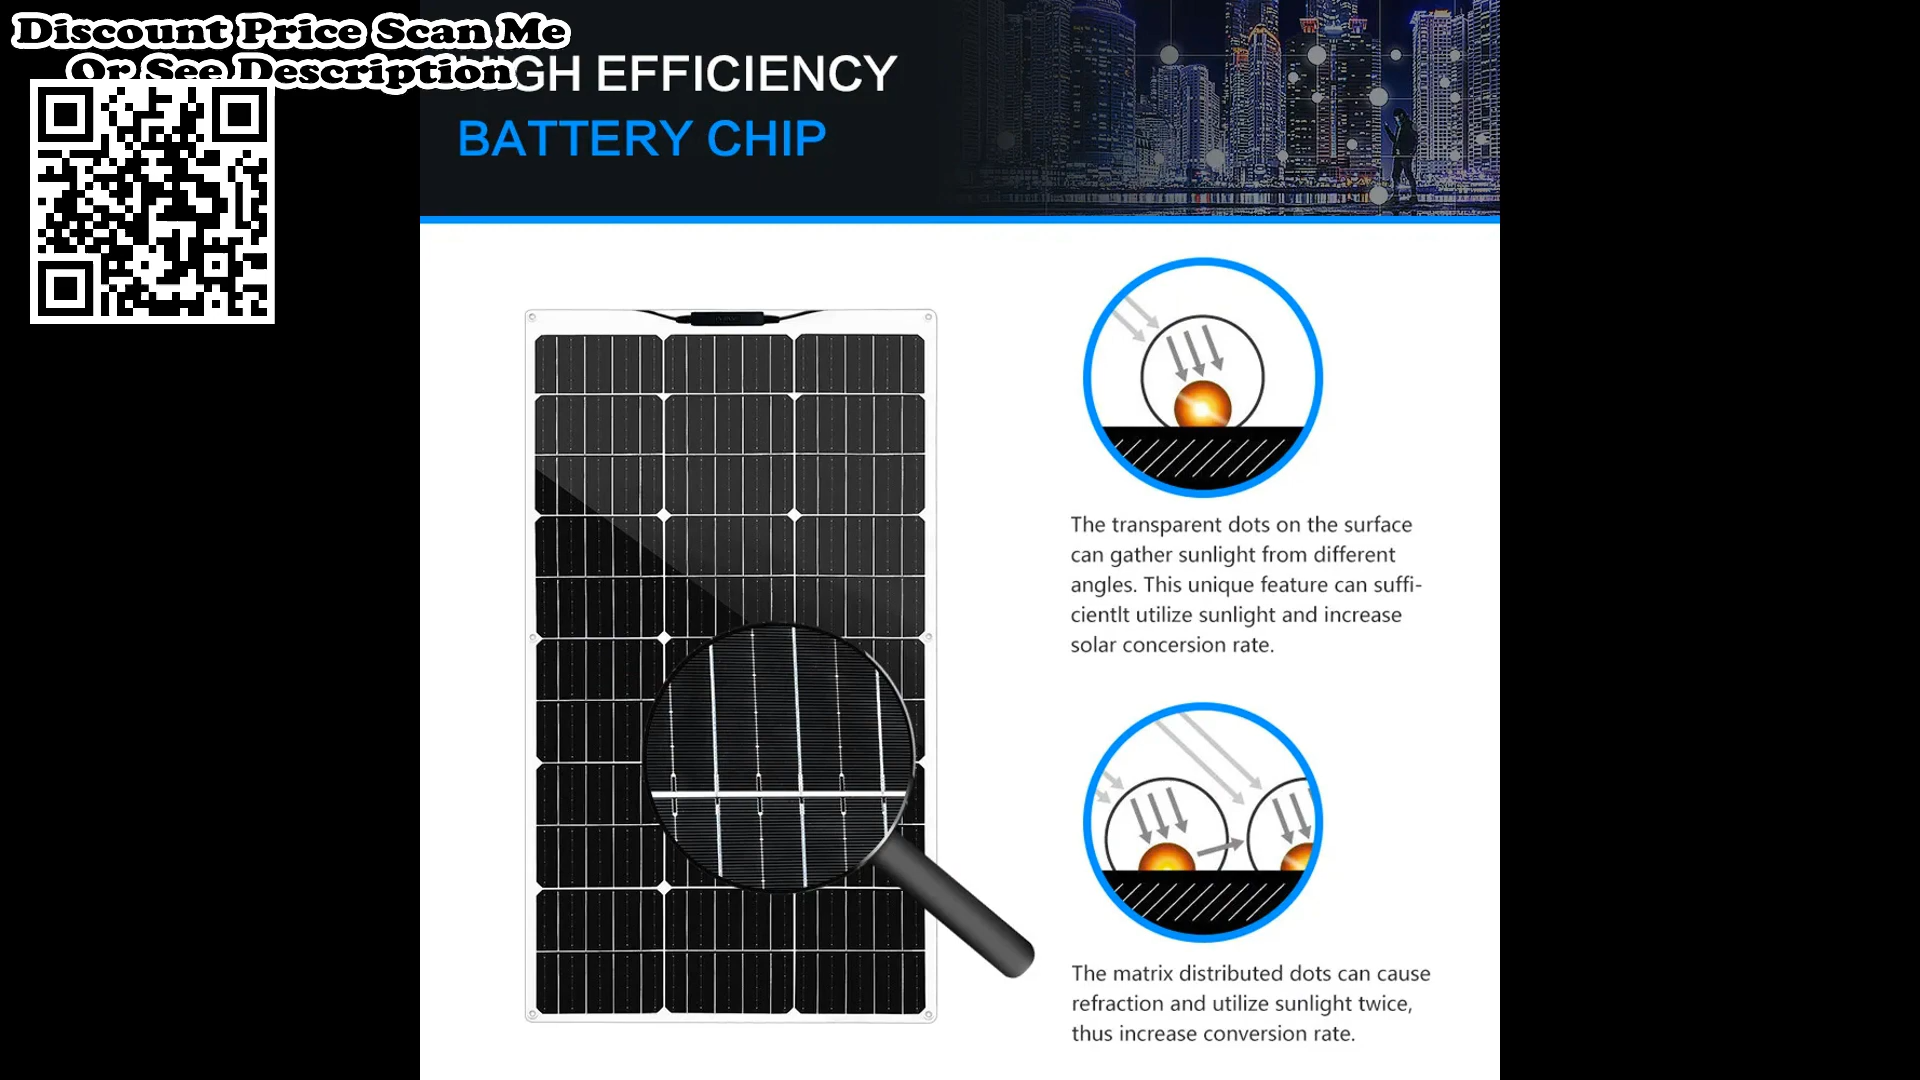 Discount Price Scan Me
Or See Description
HIGH EFFICIENCY
BATTERY CHIP
The transparent dots on the surface
can gather sunlight from different
angles. This unique feature can suffi-
cientlt utilize sunlight and increase
solar concersion rate.
The matrix distributed dots can cause
refraction and utilize sunlight twice,
thus increase conversion rate.